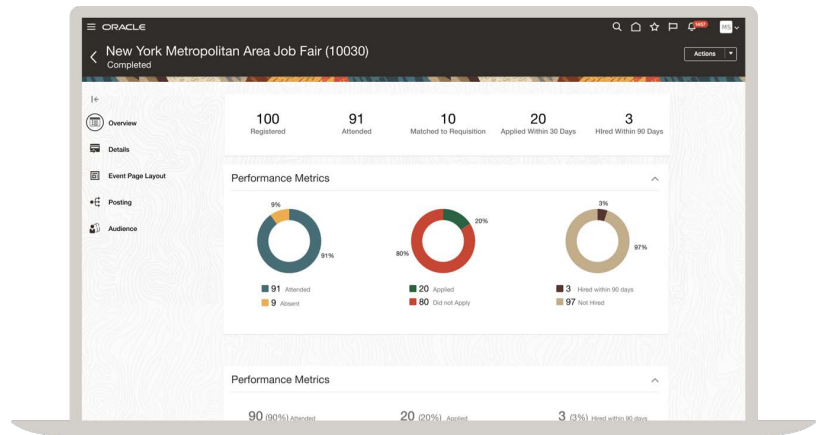 ORACLE
1457
MS
New York Metropolitan Area Job Fair (10030)
Completed
Actions
Overview
Details
Event Page Layout
Posting
Audience
100
91
10
20
3
Registered
Attended
Matched to Requisition
Applied Within 30 Days
HIred Within 90 Days
Performance Metrics
9%
91%
20%
80%
3%
97%
91 Attended
9 Absent
20 Applied
80 Did not Apply
3 Hired within 90 days
97 Not Hired
Performance Metrics
90 (90%) Attended
20 (20%) Applied
3 (3%) Hired within 90 days